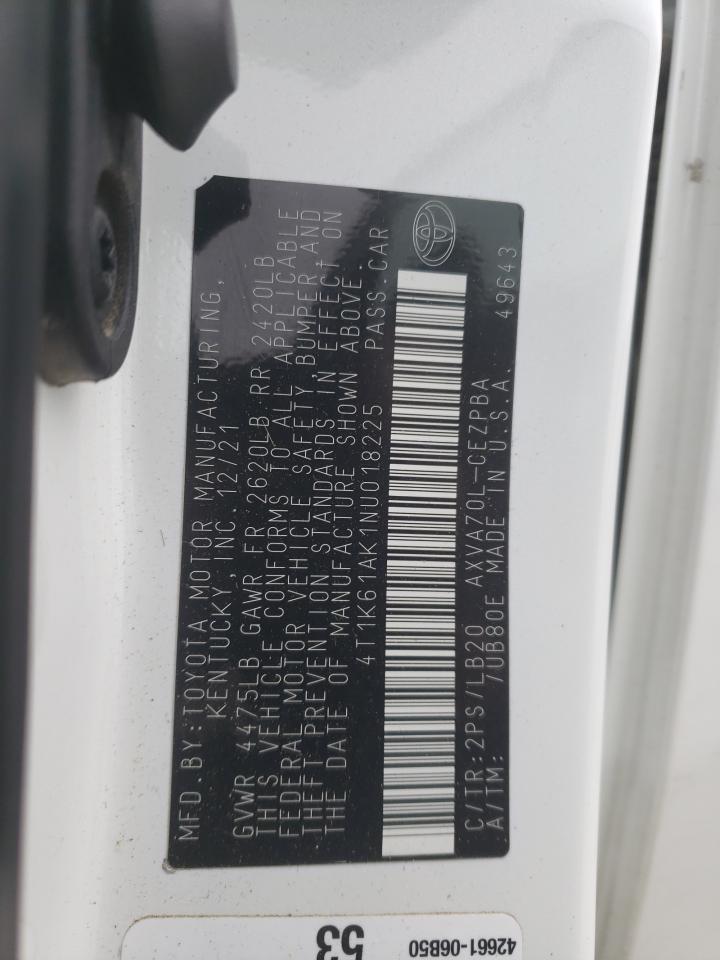 MFD.BY:TOYOTA MOTOR MANUFACTURING,
KENTUCKY, INC. 12/21
GVWR 4475LB GAWR FR 2620LB RR 2420LB
THIS VEHICLE CONFORMS TO ALL APPLICABLE
FEDERAL MOTOR VEHICLE SAFETY, BUMPER, AND
THEFT PREVENTION STANDARDS IN EFFECT ON
THE DATE OF MANUFACTURE SHOWN ABOVE.
4T1K61AK1NU018225 PASS.CAR
C/TR:2PS/LB20 AXVA70L-CEZPBA
A/TM: /UB80E MADE IN U.S.A. 49643
53
42661-06B50